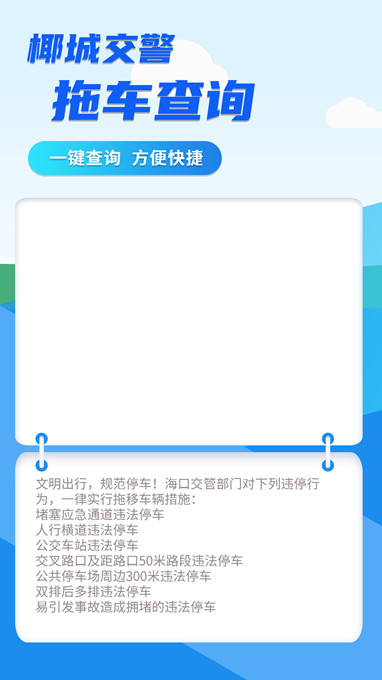 椰城交警
拖车查询
一键查询 方便快捷
文明出行，规范停车！海口交管部门对下列违停行
为，一律实行拖移车辆措施：
堵塞应急通道违法停车
人行横道违法停车
公交车站违法停车
交叉路口及距路口50米路段违法停车
公共停车场周边300米违法停车
双排后多排违法停车
易引发事故造成拥堵的违法停车